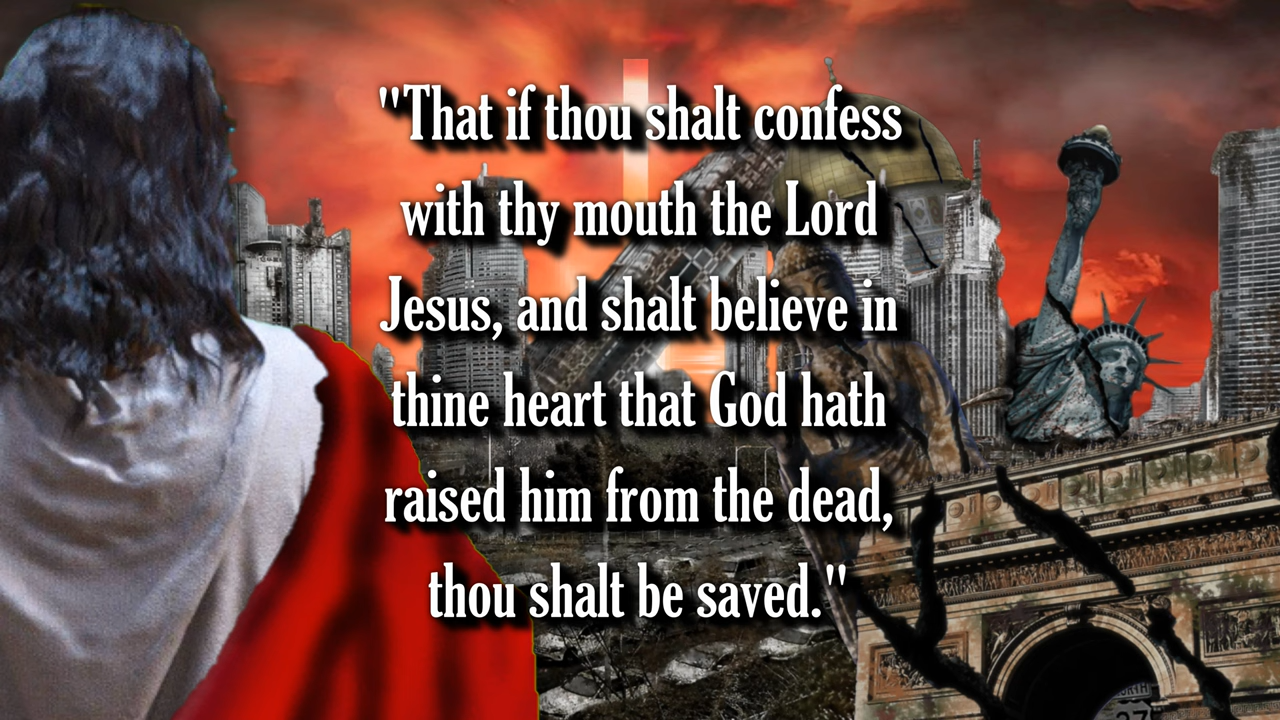 "That if thou shalt confess
with thy mouth the Lord
Jesus, and shalt believe in
thine heart that God hath
raised him from the dead,
thou shalt be saved."